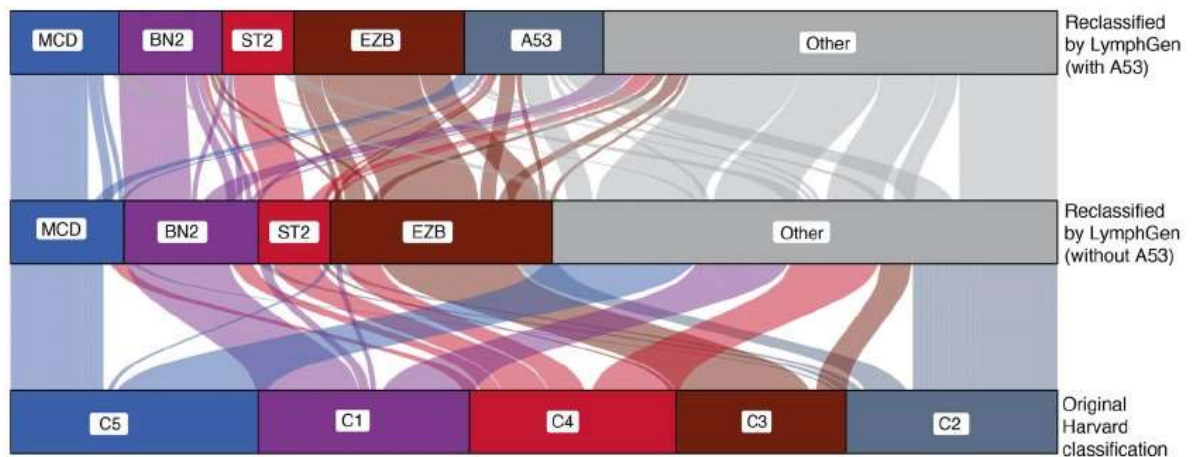 MCD BN2 ST2 EZB A53 Other
Reclassified
by LymphGen
(with A53)
MCD BN2 ST2 EZB Other
Reclassified
by LymphGen
(without A53)
C5 C1 C4 C3 C2
Original
Harvard
classification